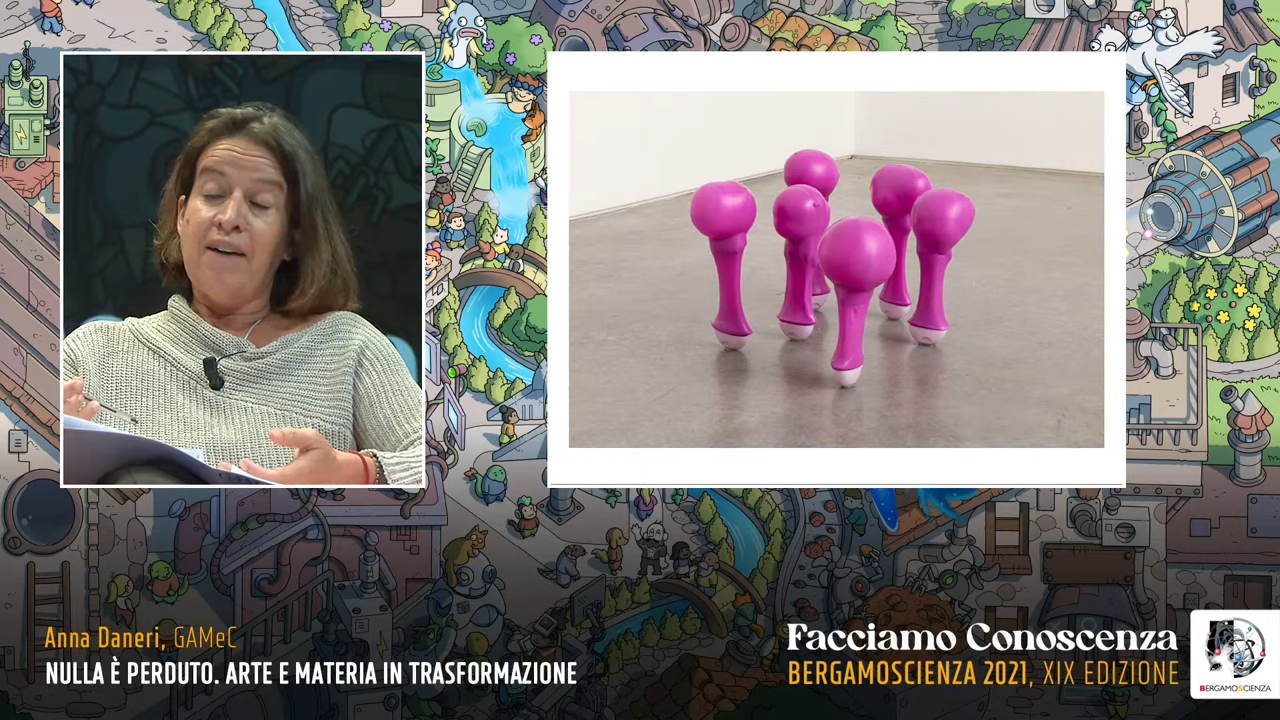 Anna Daneri, GAMeC
NULLA È PERDUTO. ARTE E MATERIA IN TRASFORMAZIONE
Facciamo Conoscenza
BERGAMOSCIENZA 2021, XIX EDIZIONE
BERGAMOSCIENZA